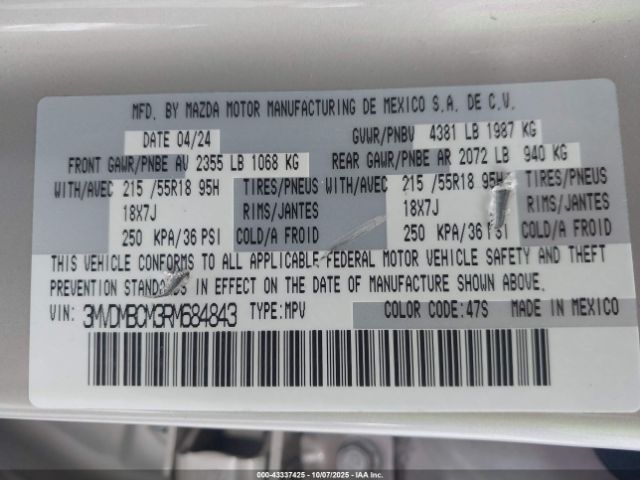 MFD. BY MAZDA MOTOR MANUFACTURING DE MEXICO S.A. DE C.V.
DATE 04/24 GVWR/PNBV 4381 LB 1987 KG
FRONT GAWR/PNBE AV 2355 LB 1068 KG REAR GAWR/PNBE AR 2072 LB 940 KG
WITH/AVEC 215 /55R18 95H TIRES/PNEUS WITH/AVEC 215 /55R18 95H TIRES/PNEUS
18X7J RIMS/JANTES 18X7J RIMS/JANTES
250 KPA/36 PSI COLD/A FROID 250 KPA/36 PSI COLD/A FROID
THIS VEHICLE CONFORMS TO ALL APPLICABLE FEDERAL MOTOR VEHICLE SAFETY AND THEFT
PREVENTION STANDARDS IN EFFECT ON THE DATE OF MANUFACTURE SHOWN ABOVE.
VIN: 3MVDMBCM3RM684843 TYPE:MPV COLOR CODE:47S MADE IN MEXICO
000-43337425 - 10/07/2025 - IAAI.CA